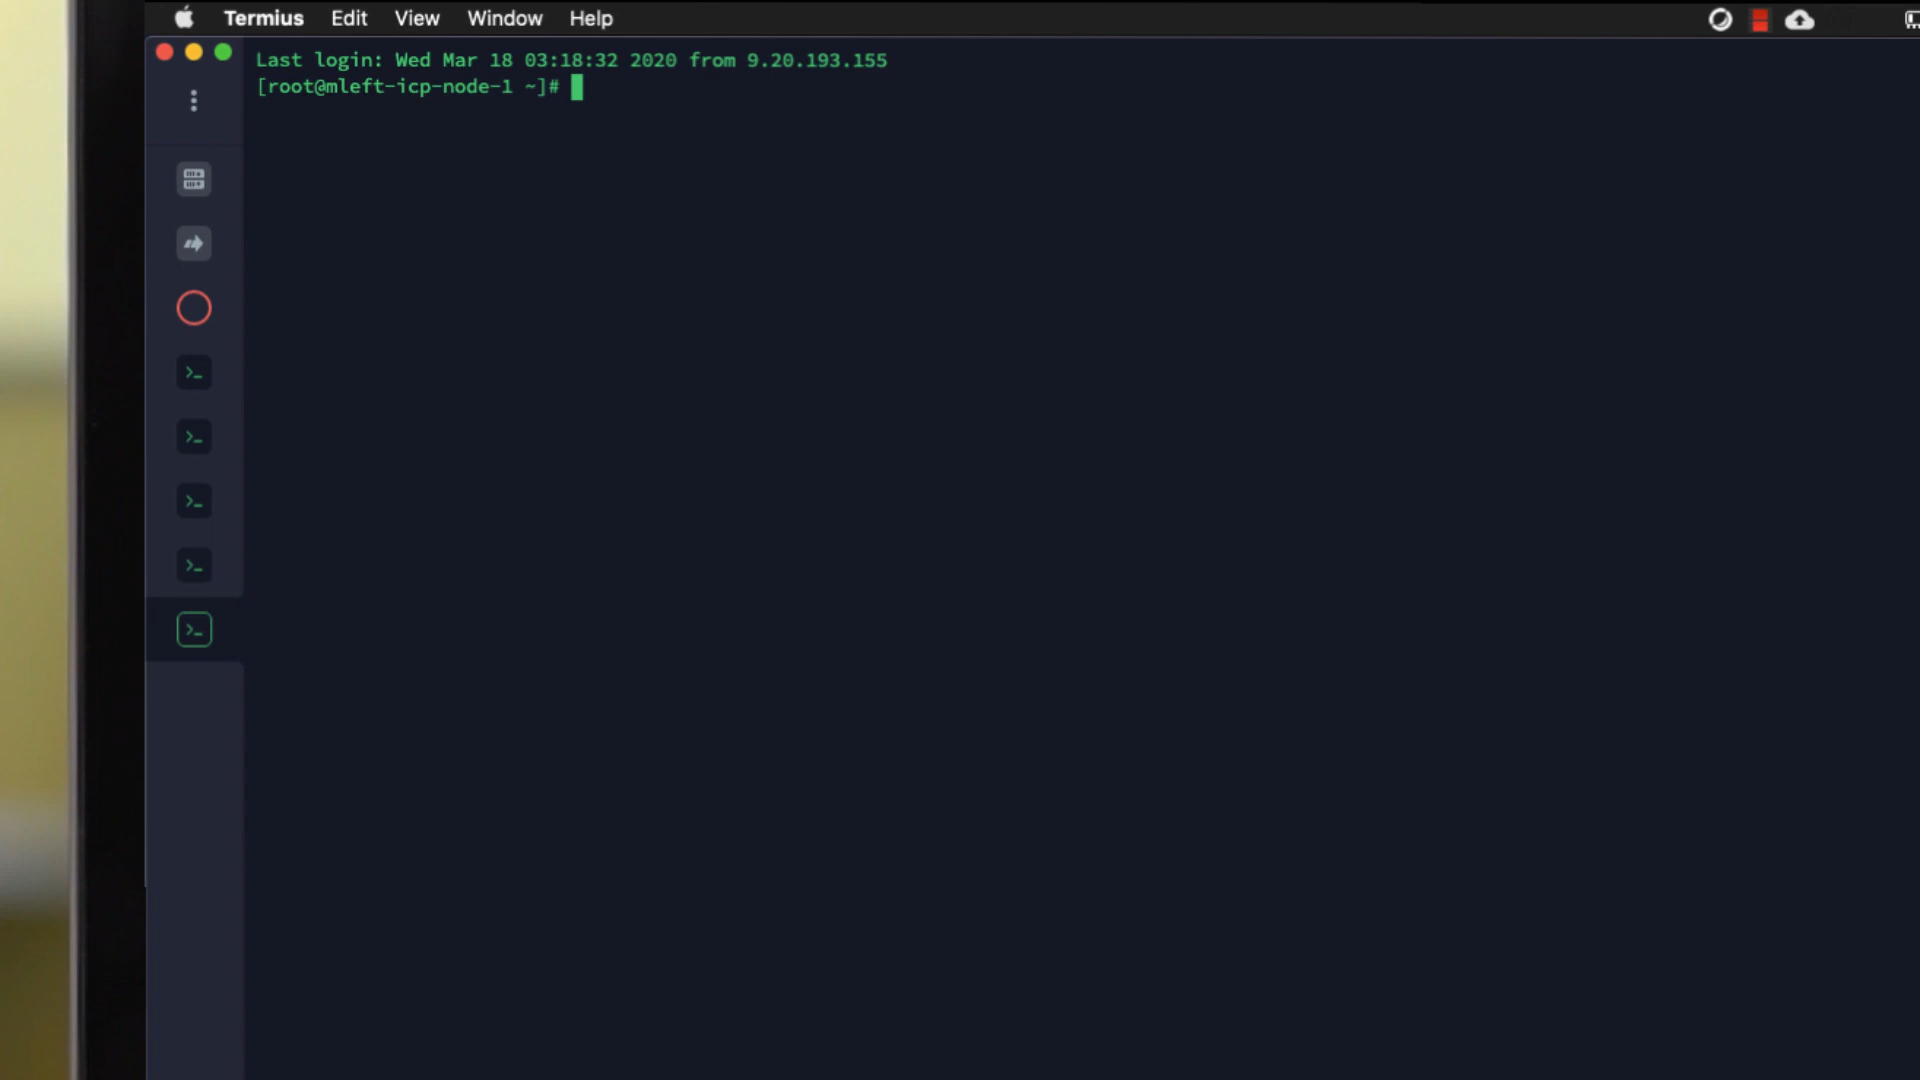 Termius Edit View Window Help
Last login: Wed Mar 18 03:18:32 2020 from 9.20.193.155
[root@mleft-icp-node-1 ~]#
>_
>_
>_
>_
>_